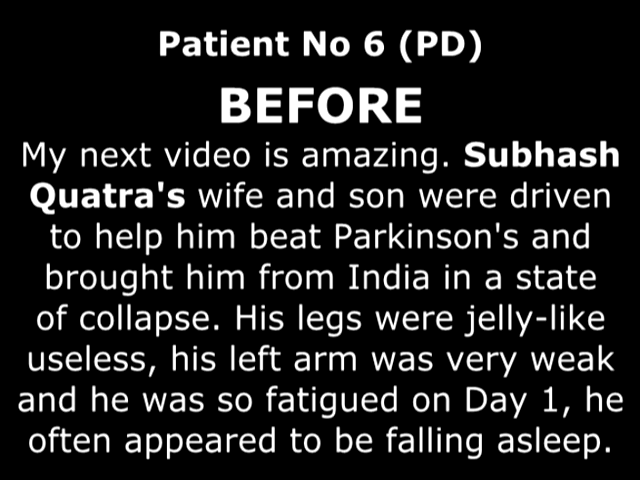 Patient No 6 (PD)
BEFORE
My next video is amazing. Subhash
Quatra's wife and son were driven
to help him beat Parkinson's and
brought him from India in a state
of collapse. His legs were jelly-like
useless, his left arm was very weak
and he was so fatigued on Day 1, he
often appeared to be falling asleep.